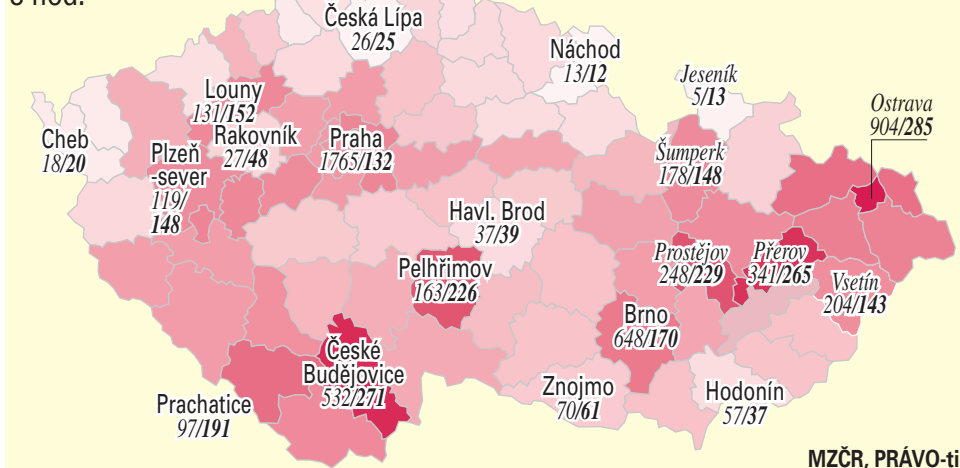 Česká Lípa
26/25
Náchod
13/12
Jeseník
5/13
Ostrava
904/285
Louny
131/152
Cheb
18/20
Rakovník
27/48
Praha
1765/132
Plzeň
-sever
119/
148
Šumperk
178/148
Havl. Brod
37/39
Prostějov
248/229
Přerov
341/265
Pelhřimov
163/226
Vsetín
204/143
Brno
648/170
České
Budějovice
532/271
Prachatice
97/191
Znojmo
70/61
Hodonín
57/37
MZČR, PRÁVO-ti